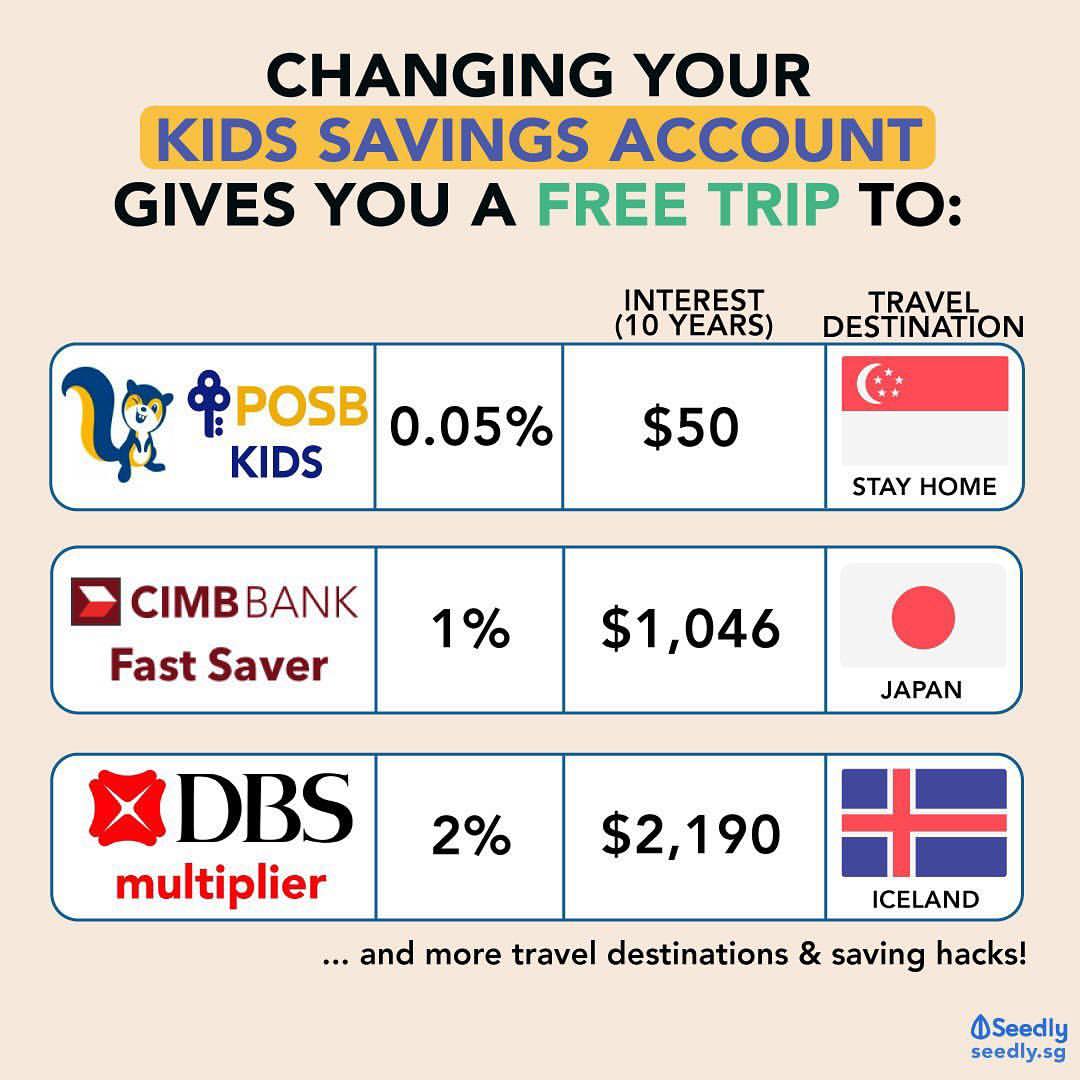 CHANGING YOUR
KIDS SAVINGS ACCOUNT
GIVES YOU A FREE TRIP TO:
INTEREST
(10 YEARS)
TRAVEL
DESTINATION
POSB
KIDS
0.05%
$50
STAY HOME
CIMB BANK
Fast Saver
1%
$1,046
JAPAN
DBS
multiplier
2%
$2,190
ICELAND
... and more travel destinations & saving hacks!
Seedly
seedly.sg